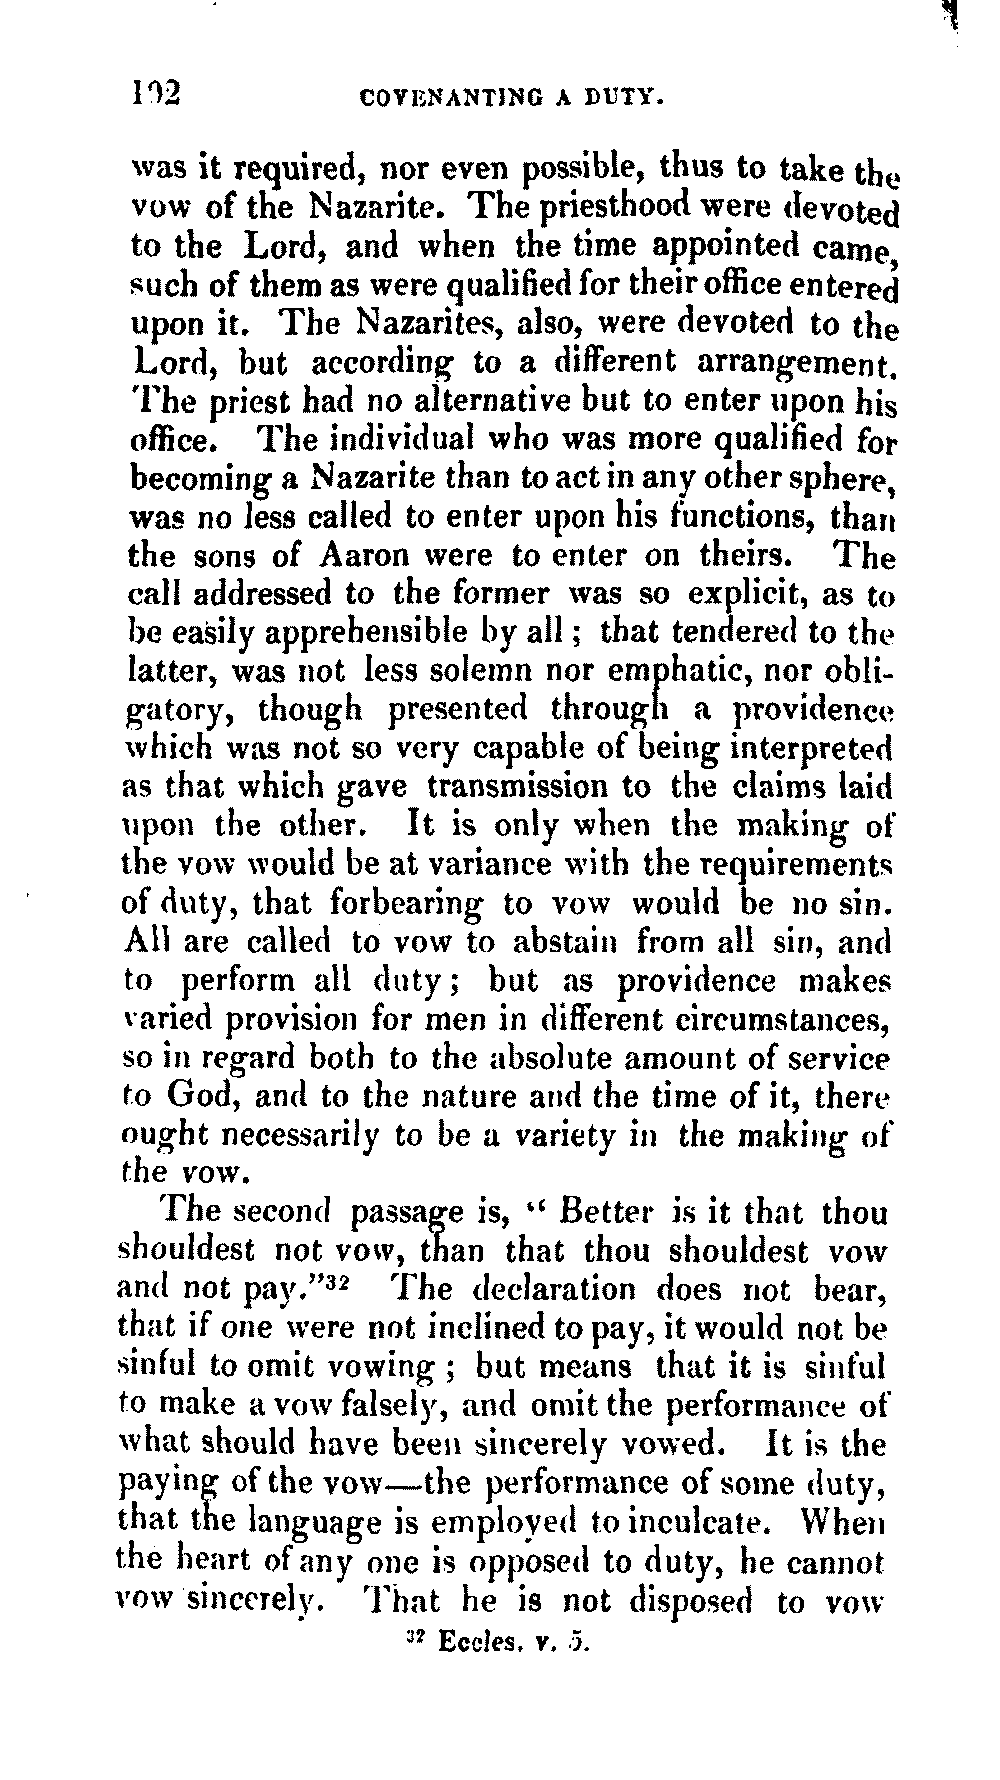 102 COVENANTING A DUTY.
was it required, nor even possible, thus to take the
vow of the Nazarite. The priesthood were devoted
to the Lord, and when the time appointed came,
such of them as were qualified for their office entered
upon it. The Nazarites, also, were devoted to the
Lord, but according to a different arrangement.
The priest had no alternative but to enter upon his
office. The individual who was more qualified for
becoming a Nazarite than to act in any other sphere,
was no less called to enter upon his functions, than
the sons of Aaron were to enter on theirs. The
call addressed to the former was so explicit, as to
be easily apprehensible by all ; that tendered to the
latter, was not less solemn nor emphatic, nor obli-
gatory, though presented through a providence
which was not so very capable of being interpreted
as that which gave transmission to the claims laid
upon the other. It is only when the making of
the vow would be at variance with the requirements
of duty, that forbearing to vow would be no sin.
All are called to vow to abstain from all sin, and
to perform all duty ; but as providence makes
varied provision for men in different circumstances,
so in regard both to the absolute amount of service
to God, and to the nature and the time of it, there
ought necessarily to be a variety in the making of
the vow.
The second passage is, “ Better is it that thou
shouldest not vow, than that thou shouldest vow
and not pay.”³² The declaration does not bear,
that if one were not inclined to pay, it would not be
sinful to omit vowing ; but means that it is sinful
to make a vow falsely, and omit the performance of
what should have been sincerely vowed. It is the
paying of the vow—the performance of some duty,
that the language is employed to inculcate. When
the heart of any one is opposed to duty, he cannot
vow sincerely. That he is not disposed to vow
³² Eccles. v. 5.